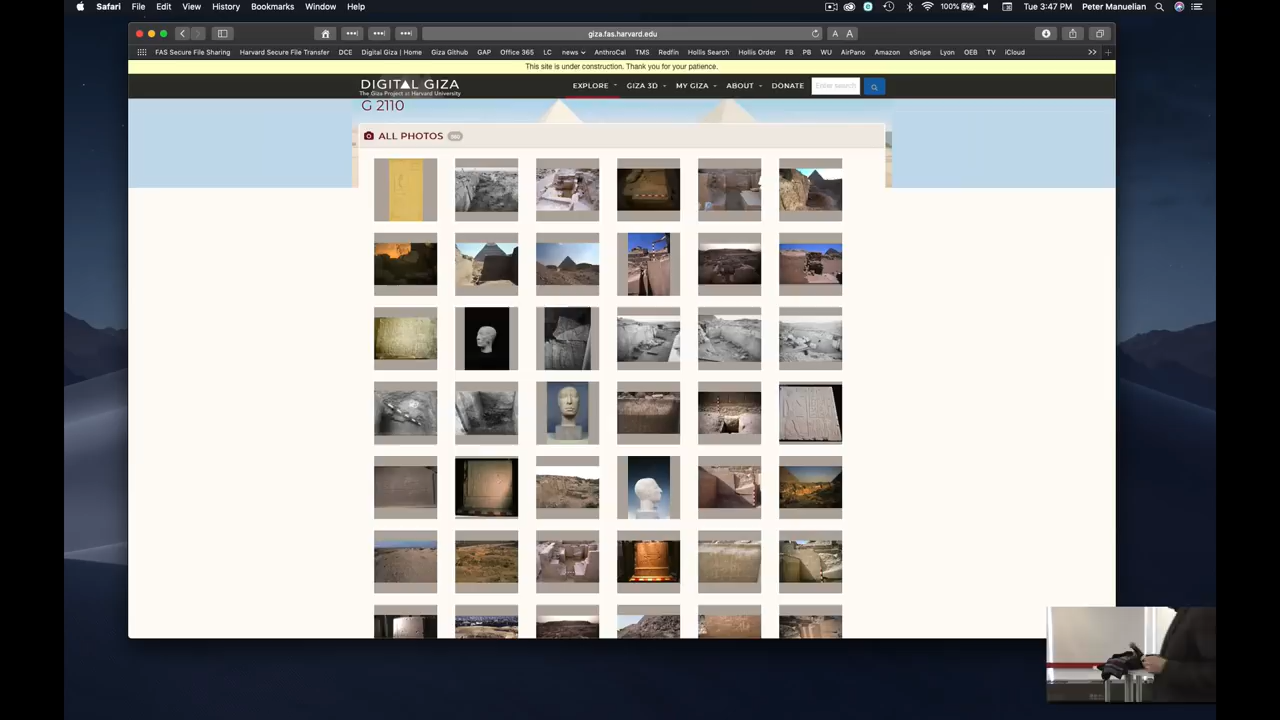 Safari File Edit View History Bookmarks Window Help 100% Tue 3:47 PM Peter Manuelian
giza.fas.harvard.edu A A
FAS Secure File Sharing Harvard Secure File Transfer DCE Digital Giza | Home Giza Github GAP Office 365 LC news AnthroCal TMS Redfin Hollis Search Hollis Order FB PB WU AirPano Amazon eSnipe Lyon OEB TV iCloud
This site is under construction. Thank you for your patience.
DIGITAL GIZA
The Giza Project at Harvard University
EXPLORE GIZA 3D MY GIZA ABOUT DONATE Enter search
G 2110
ALL PHOTOS